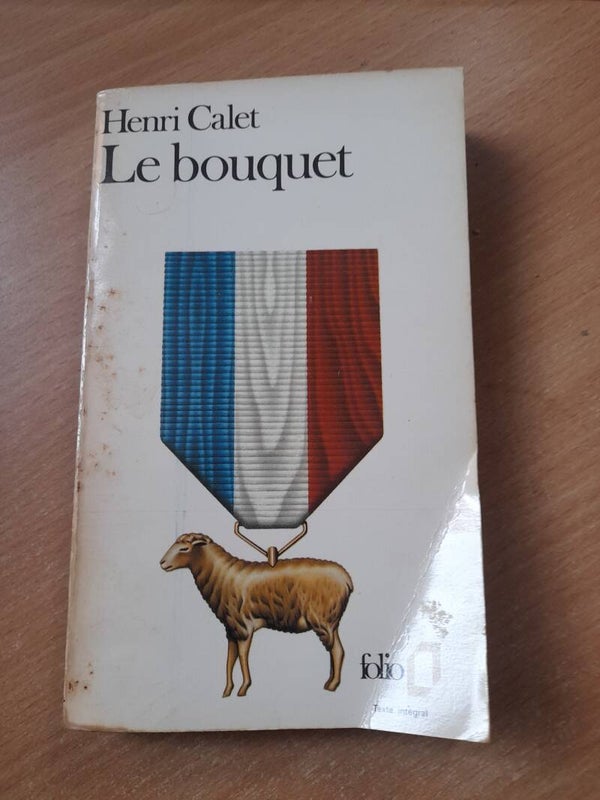 Henri Calet
Le bouquet
folio
Texte intégral